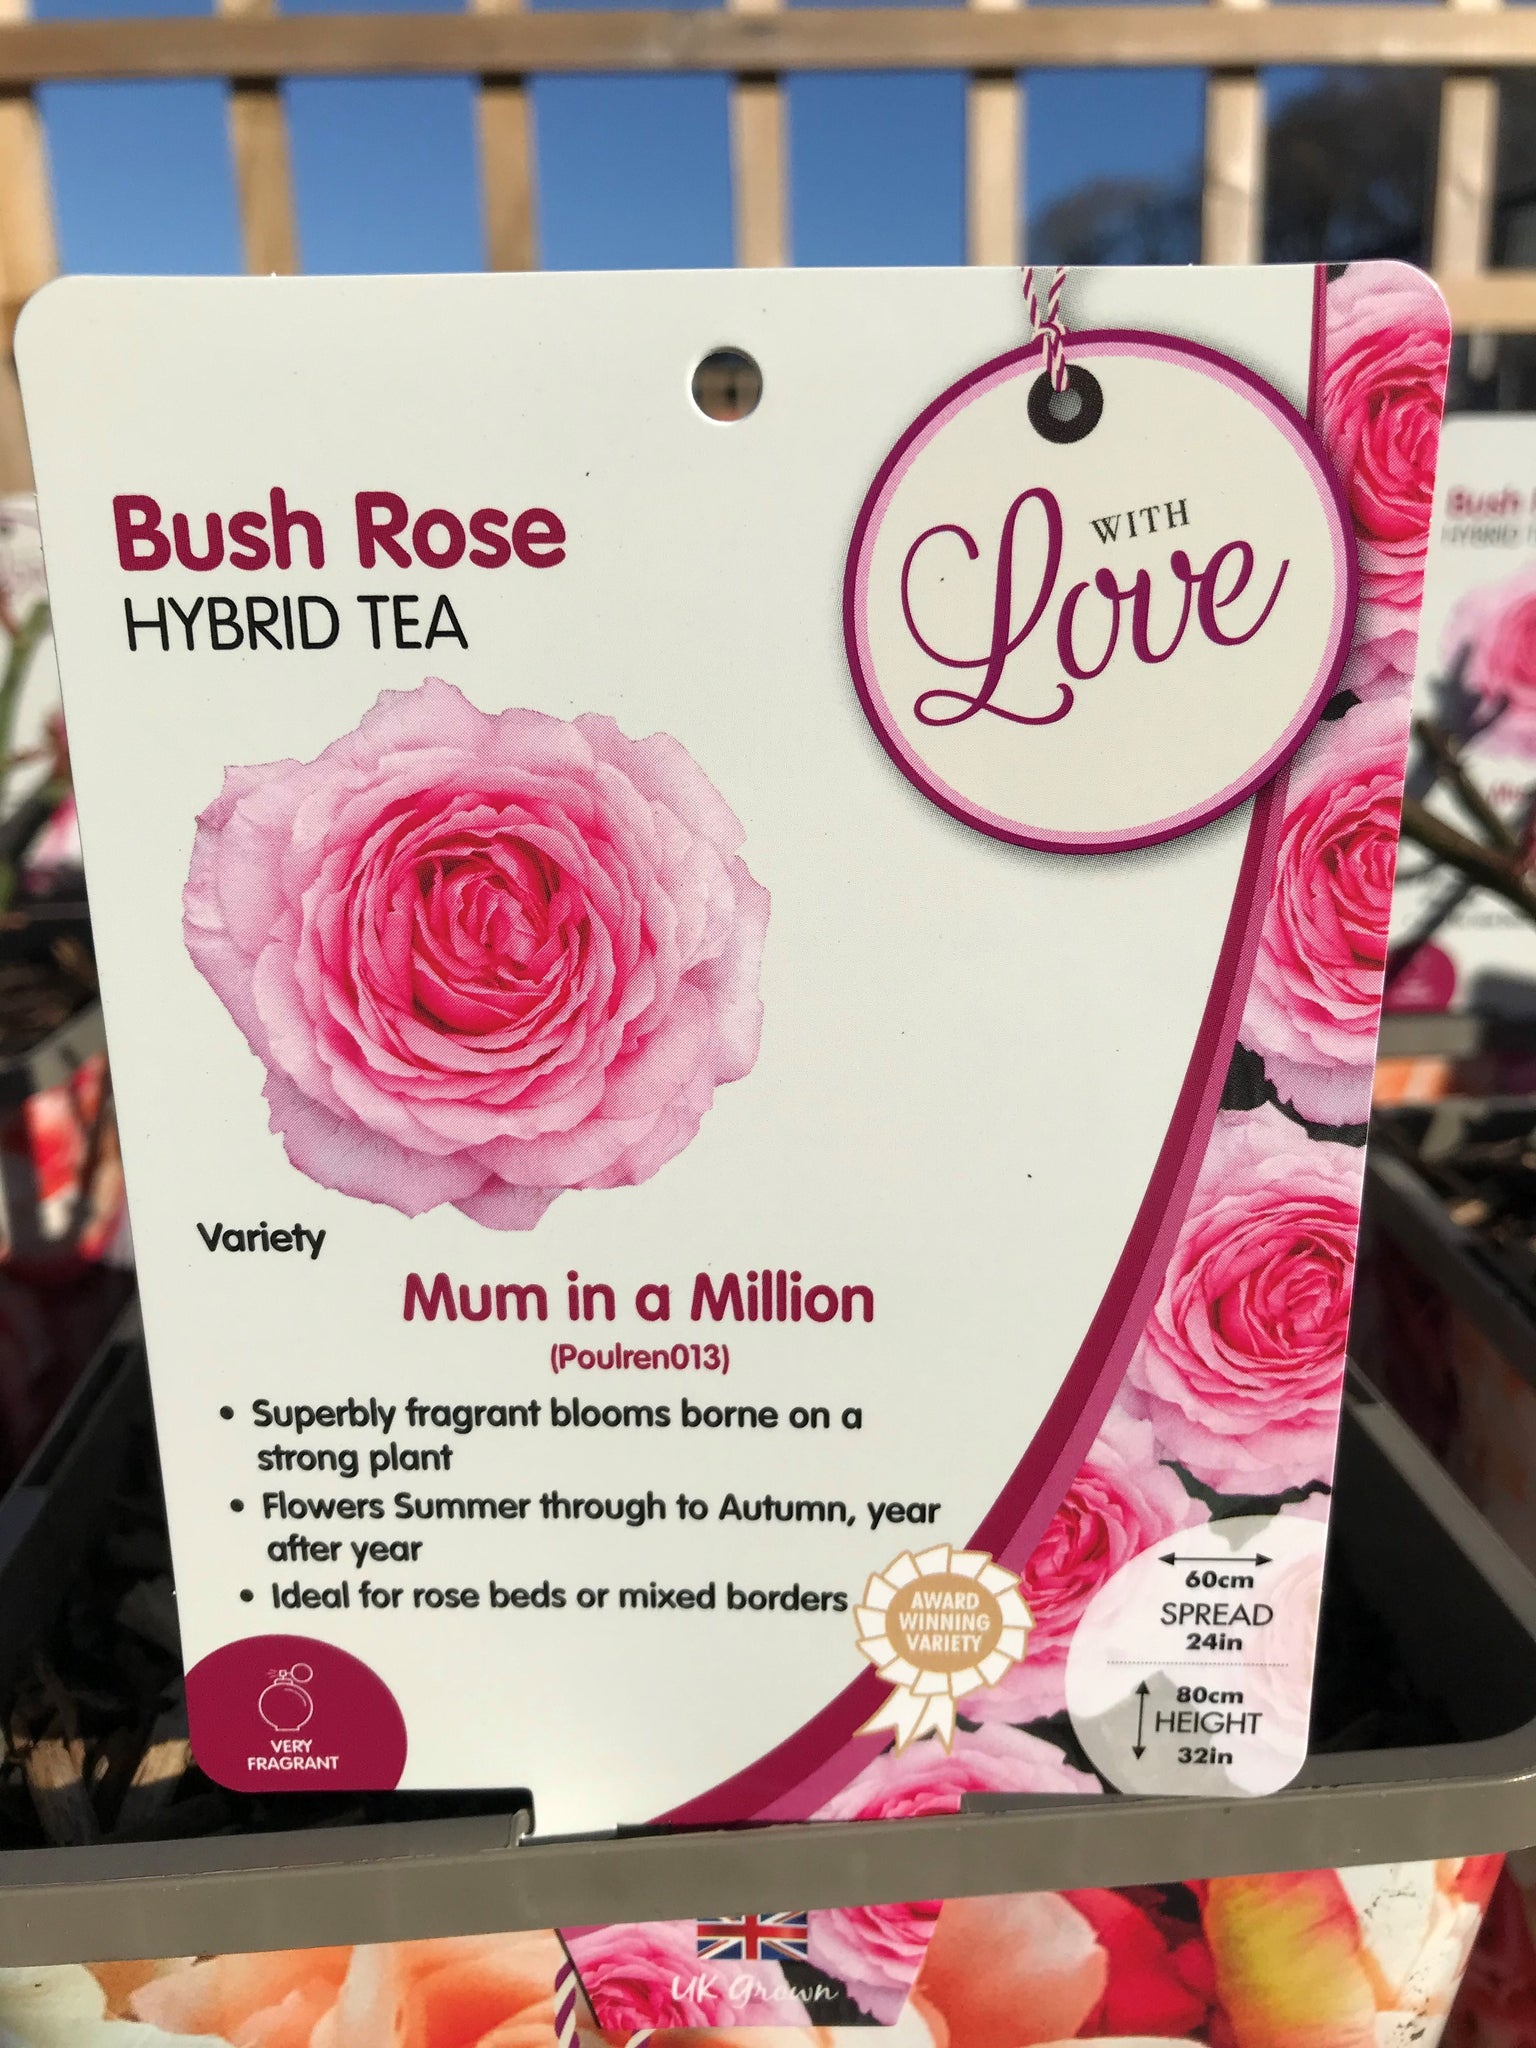 WITH
Love
Bush Rose
HYBRID TEA
Variety
Mum in a Million
(Poulren013)
• Superbly fragrant blooms borne on a
strong plant
• Flowers Summer through to Autumn, year
after year
• Ideal for rose beds or mixed borders
AWARD
WINNING
VARIETY
60cm
SPREAD
24in
80cm
HEIGHT
32in
VERY
FRAGRANT
UK Grown
Bush
HYBRID